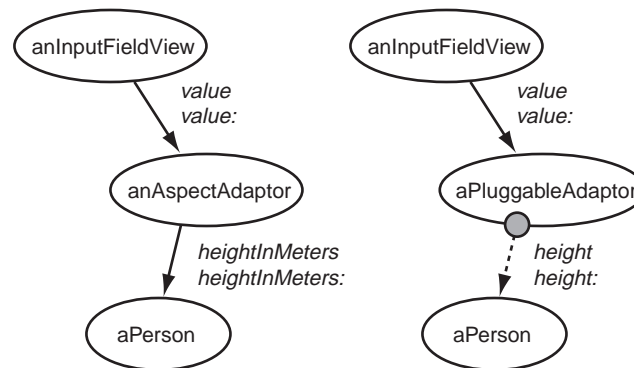 anInputFieldView
value
value:
anAspectAdaptor
heightInMeters
heightInMeters:
aPerson
anInputFieldView
value
value:
aPluggableAdaptor
height
height:
aPerson